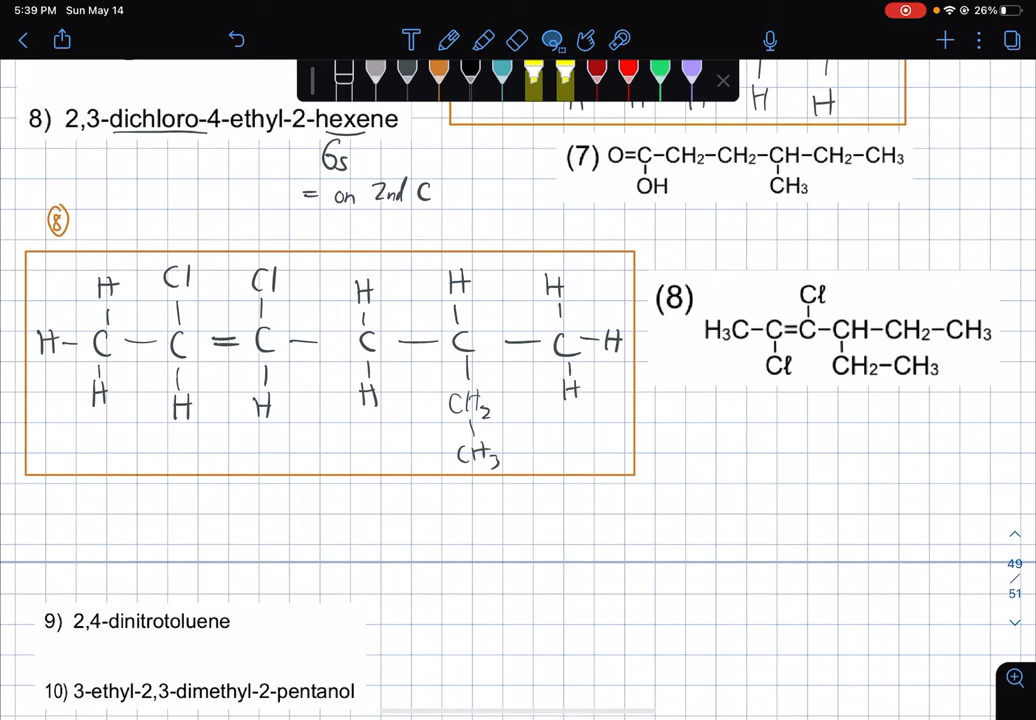 5:39 PM Sun May 14
26%
T
H H
8) 2,3-dichloro-4-ethyl-2-hexene
6s
= on 2nd C
(7) O=C–CH2–CH2–CH–CH2–CH3
OH CH3
8
H Cl Cl H H H
H– C — C = C — C — C — C –H
H H H H CH2 H
CH3
(8)
Cl
H3C–C=C–CH–CH2–CH3
Cl CH2–CH3
49
/
51
9) 2,4-dinitrotoluene
10) 3-ethyl-2,3-dimethyl-2-pentanol